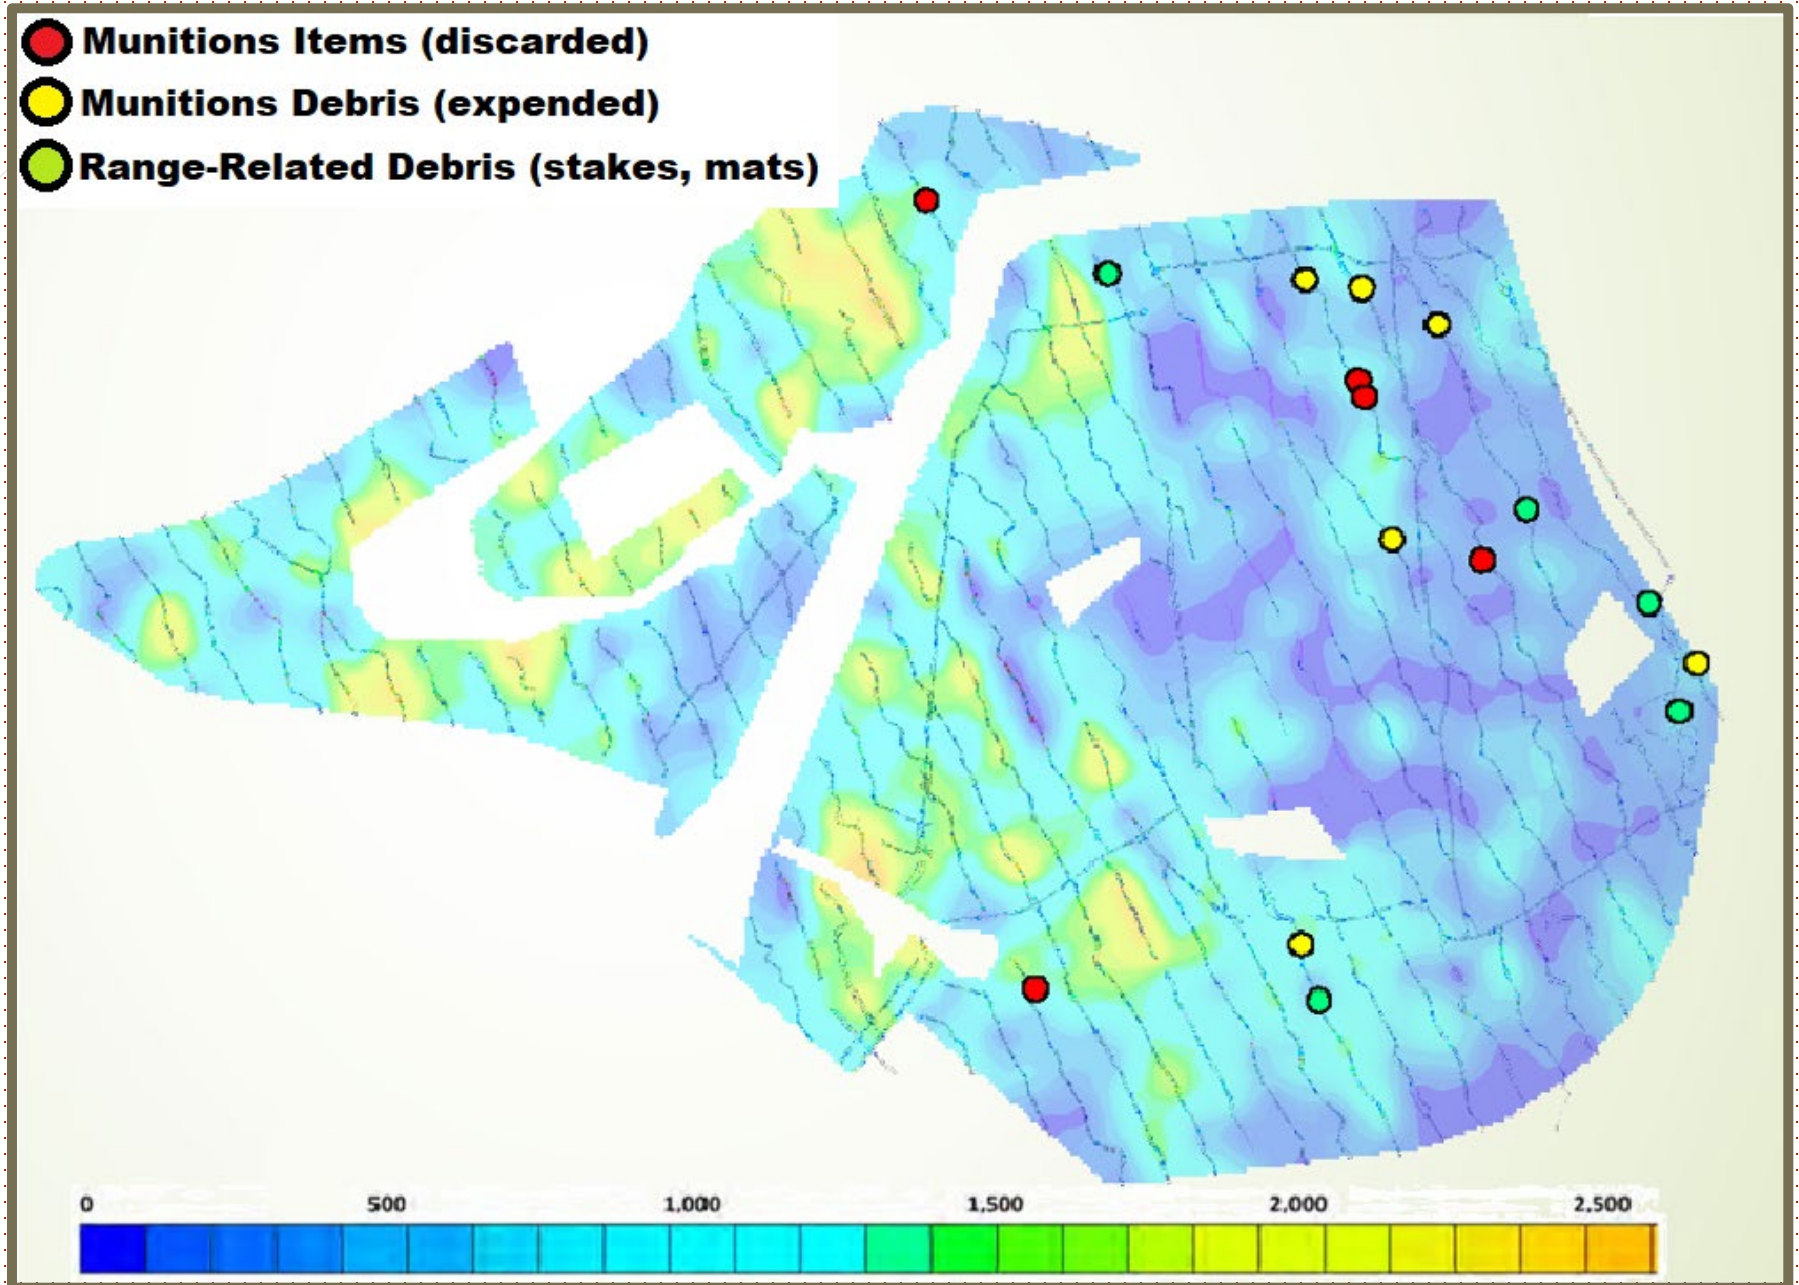 Munitions Items (discarded)
Munitions Debris (expended)
Range-Related Debris (stakes, mats)
0 500 1,000 1,500 2,000 2,500